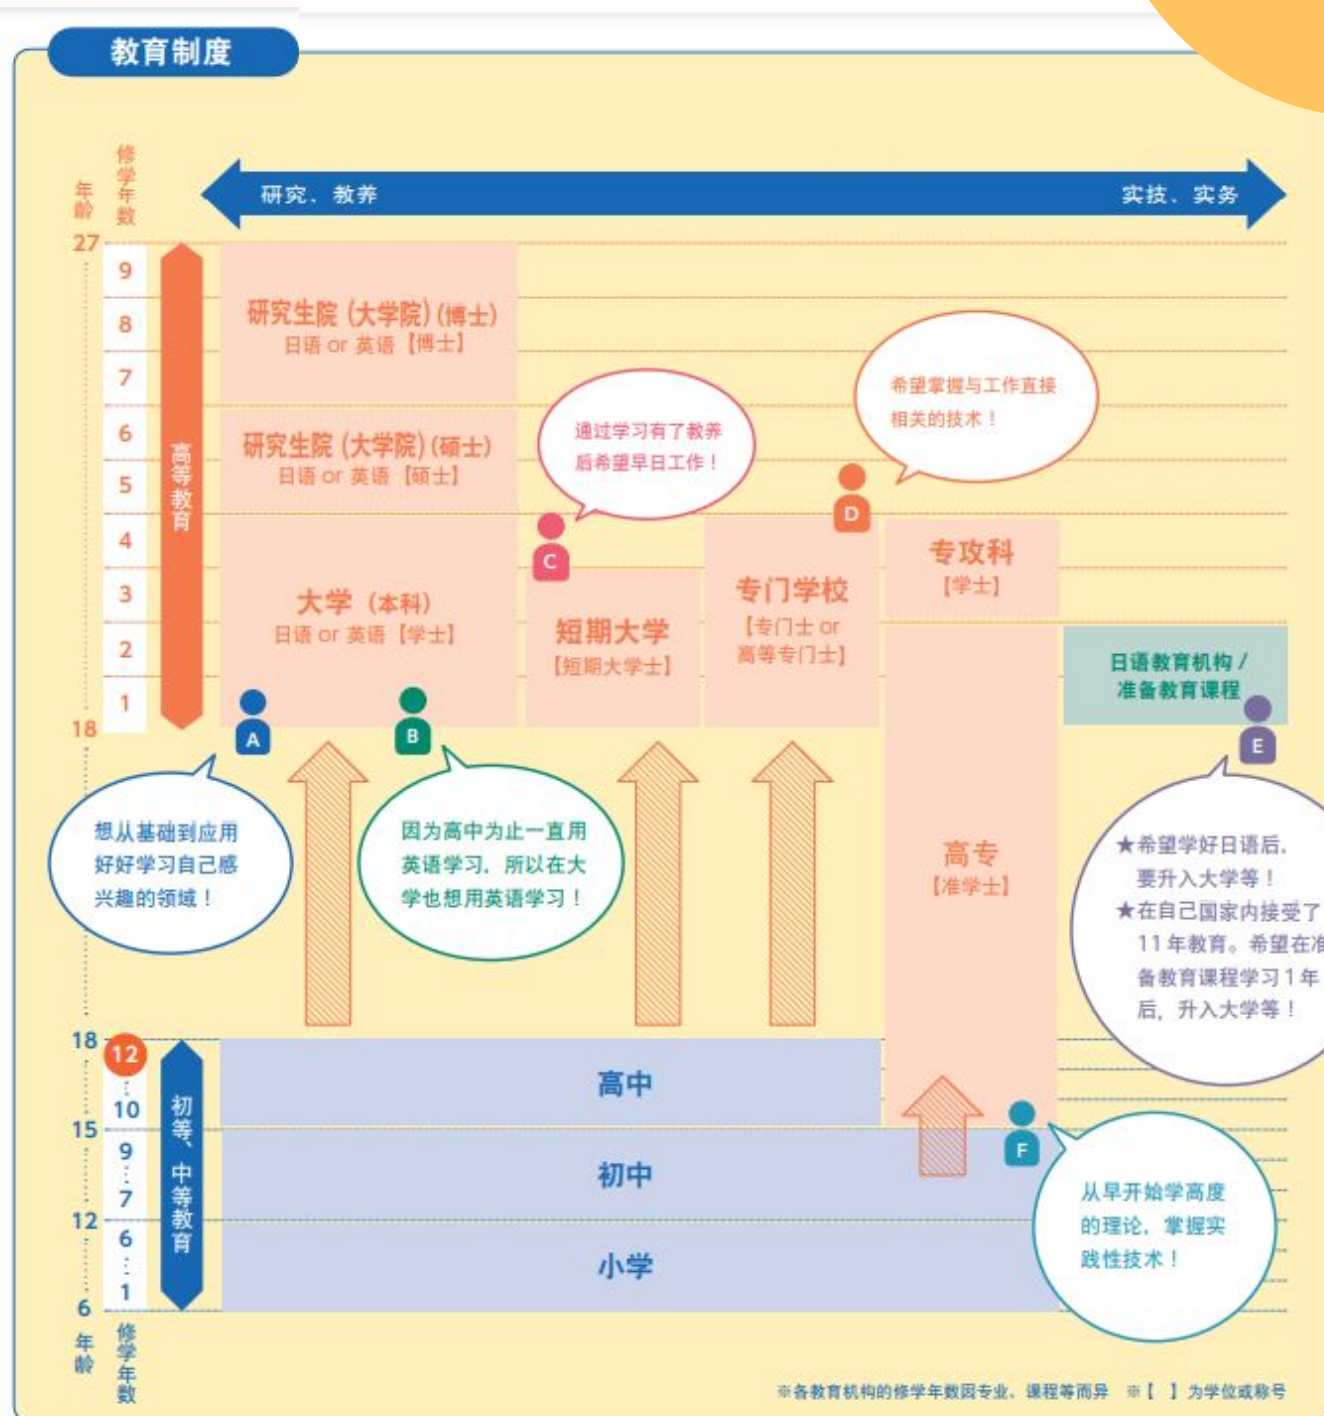 教育制度
修学年数
年龄
研究、教养
实技、实务
27
9
8
7
6
5
4
3
2
1
18
高等教育
研究生院(大学院)(博士)
日语 or 英语【博士】
研究生院(大学院)(硕士)
日语 or 英语【硕士】
大学(本科)
日语 or 英语【学士】
通过学习有了教养
后希望早日工作！
C
短期大学
【短期大学士】
希望掌握与工作直接
相关的技术！
D
专门学校
【专门士 or
高等专门士】
专攻科
【学士】
日语教育机构 /
准备教育课程
A
B
E
想从基础到应用
好好学习自己感
兴趣的领域！
因为高中为止一直用
英语学习，所以在大
学也想用英语学习！
高专
【准学士】
★希望学好日语后，
要升入大学等！
★在自己国家内接受了
11年教育。希望在准
备教育课程学习1年
后，升入大学等！
18
12
10
15
9
7
12
6
1
6
初等、中等教育
高中
初中
小学
F
从早开始学高度
的理论，掌握实
践性技术！
年龄
修学年数
※各教育机构的修学年数因专业、课程等而异 ※【 】为学位或称号